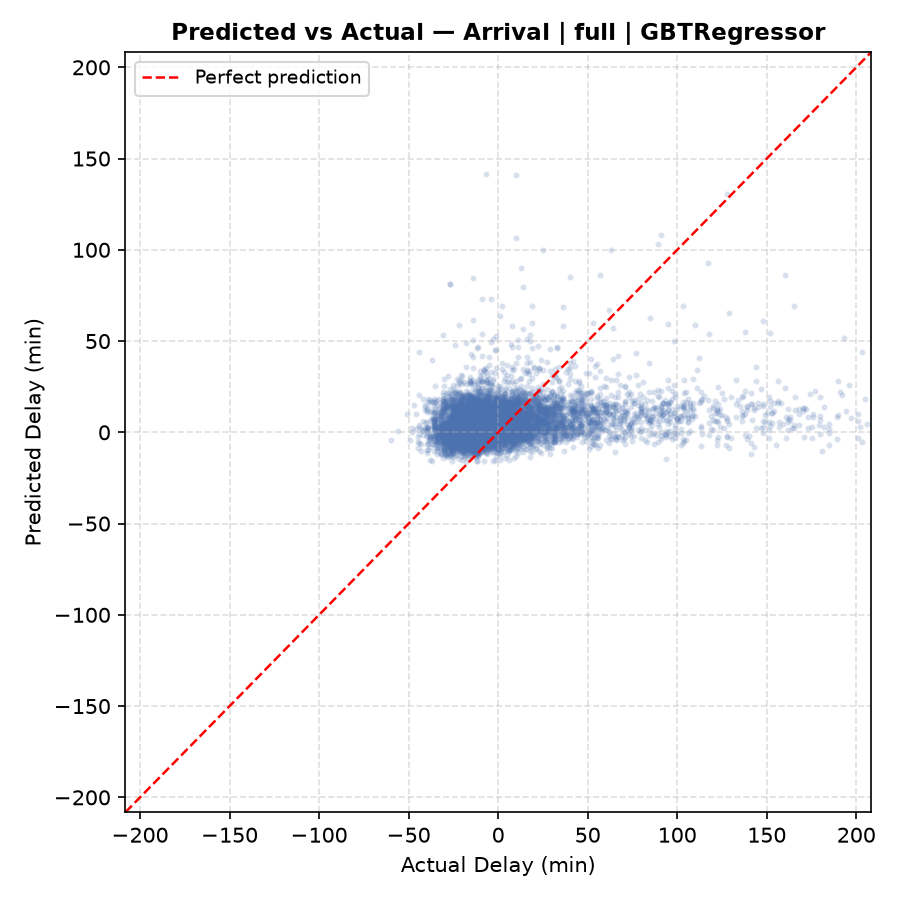 Predicted vs Actual — Arrival | full | GBTRegressor
Perfect prediction
200
150
100
50
0
−50
−100
−150
−200
Predicted Delay (min)
−200 −150 −100 −50 0 50 100 150 200
Actual Delay (min)